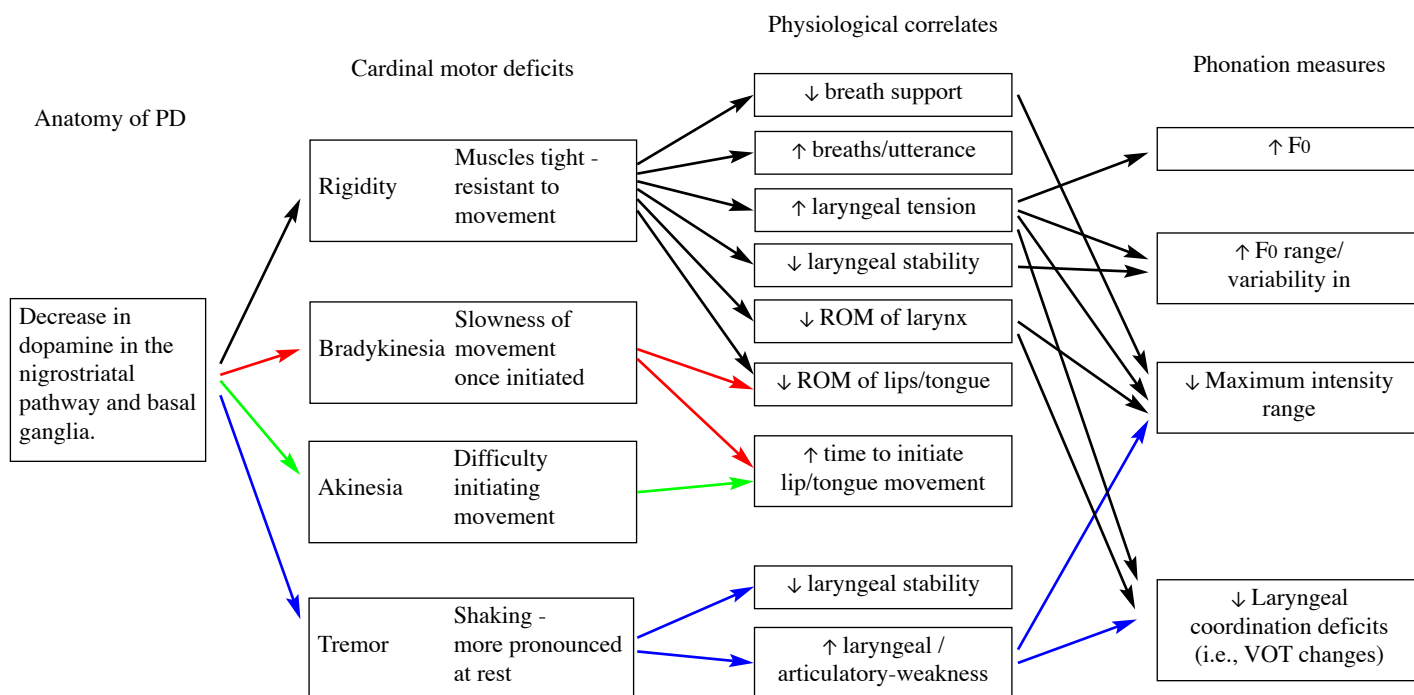 Physiological correlates
Cardinal motor deficits
Phonation measures
Anatomy of PD
Decrease in
dopamine in the
nigrostriatal
pathway and basal
ganglia.
Rigidity
Muscles tight -
resistant to
movement
Bradykinesia
Slowness of
movement
once initiated
Akinesia
Difficulty
initiating
movement
Tremor
Shaking -
more pronounced
at rest
↓ breath support
↑ breaths/utterance
↑ laryngeal tension
↓ laryngeal stability
↓ ROM of larynx
↓ ROM of lips/tongue
↑ time to initiate
lip/tongue movement
↓ laryngeal stability
↑ laryngeal /
articulatory-weakness
↑ F0
↑ F0 range/
variability in
↓ Maximum intensity
range
↓ Laryngeal
coordination deficits
(i.e., VOT changes)